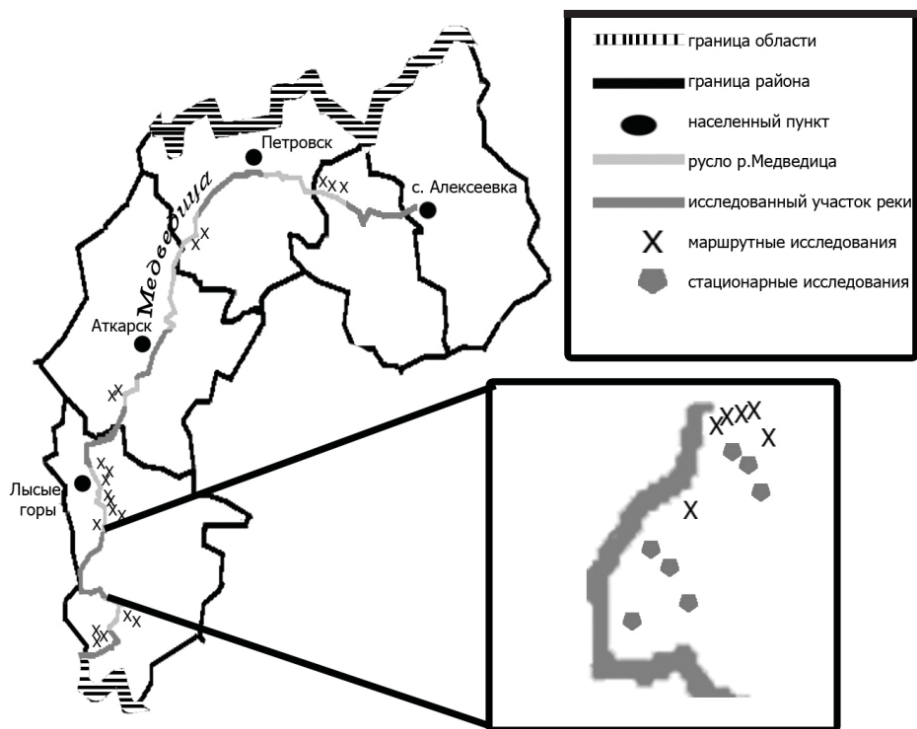 граница области
граница района
населенный пункт
русло р.Медведица
исследованный участок реки
X маршрутные исследования
стационарные исследования
Петровск
с. Алексеевка
Медведица
Аткарск
Лысые
горы
X X X
X X
X X
X X
X
X
X
X X
X
X X
X
X X
X
X X X X
X
X